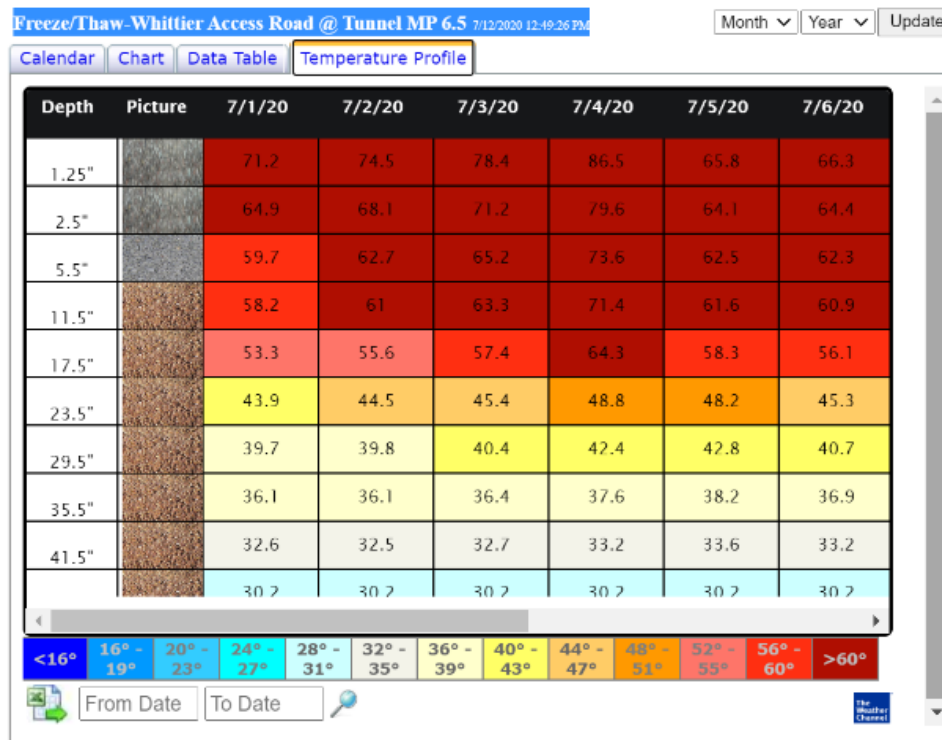 Freeze/Thaw-Whittier Access Road @ Tunnel MP 6.5 7/12/2020 12:49:26 PM Month Year Update
Calendar Chart Data Table Temperature Profile
Depth Picture 7/1/20 7/2/20 7/3/20 7/4/20 7/5/20 7/6/20
1.25" 71.2 74.5 78.4 86.5 65.8 66.3
2.5" 64.9 68.1 71.2 79.6 64.1 64.4
5.5" 59.7 62.7 65.2 73.6 62.5 62.3
11.5" 58.2 61 63.3 71.4 61.6 60.9
17.5" 53.3 55.6 57.4 64.3 58.3 56.1
23.5" 43.9 44.5 45.4 48.8 48.2 45.3
29.5" 39.7 39.8 40.4 42.4 42.8 40.7
35.5" 36.1 36.1 36.4 37.6 38.2 36.9
41.5" 32.6 32.5 32.7 33.2 33.6 33.2
30.2 30.2 30.2 30.2 30.2 30.2
<16° 16° - 19° 20° - 23° 24° - 27° 28° - 31° 32° - 35° 36° - 39° 40° - 43° 44° - 47° 48° - 51° 52° - 55° 56° - 60° >60°
From Date To Date
The
Weather
Channel